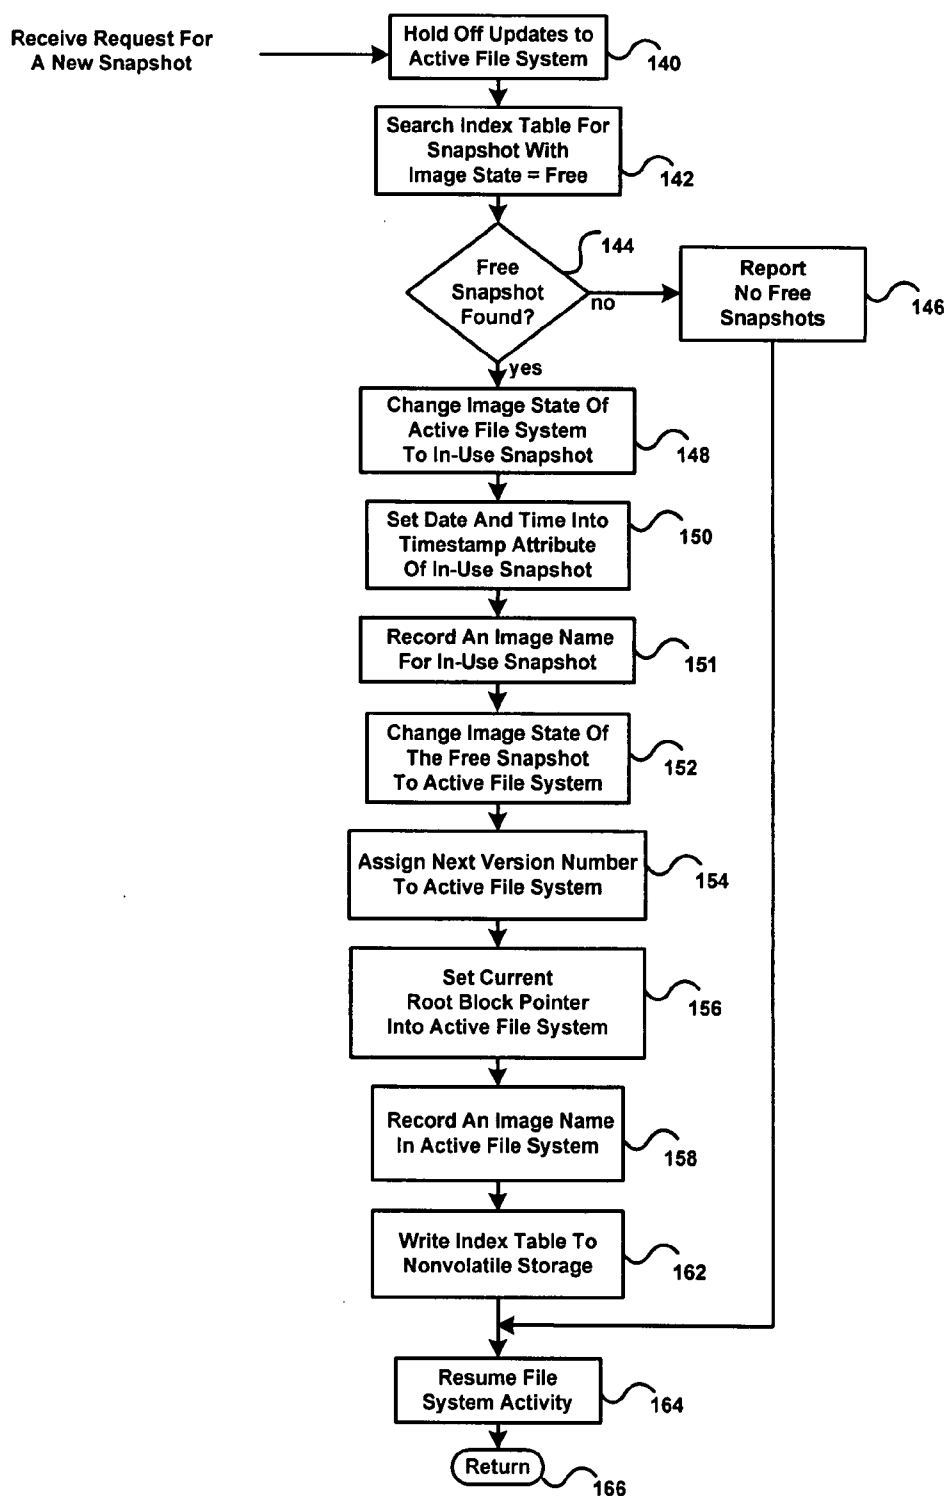 Receive Request For
A New Snapshot
Hold Off Updates to
Active File System
140
Search Index Table For
Snapshot With
Image State = Free
142
144
Free
Snapshot
Found?
no
Report
No Free
Snapshots
146
yes
Change Image State Of
Active File System
To In-Use Snapshot
148
Set Date And Time Into
Timestamp Attribute
Of In-Use Snapshot
150
Record An Image Name
For In-Use Snapshot
151
Change Image State Of
The Free Snapshot
To Active File System
152
Assign Next Version Number
To Active File System
154
Set Current
Root Block Pointer
Into Active File System
156
Record An Image Name
In Active File System
158
Write Index Table To
Nonvolatile Storage
162
Resume File
System Activity
164
Return
166